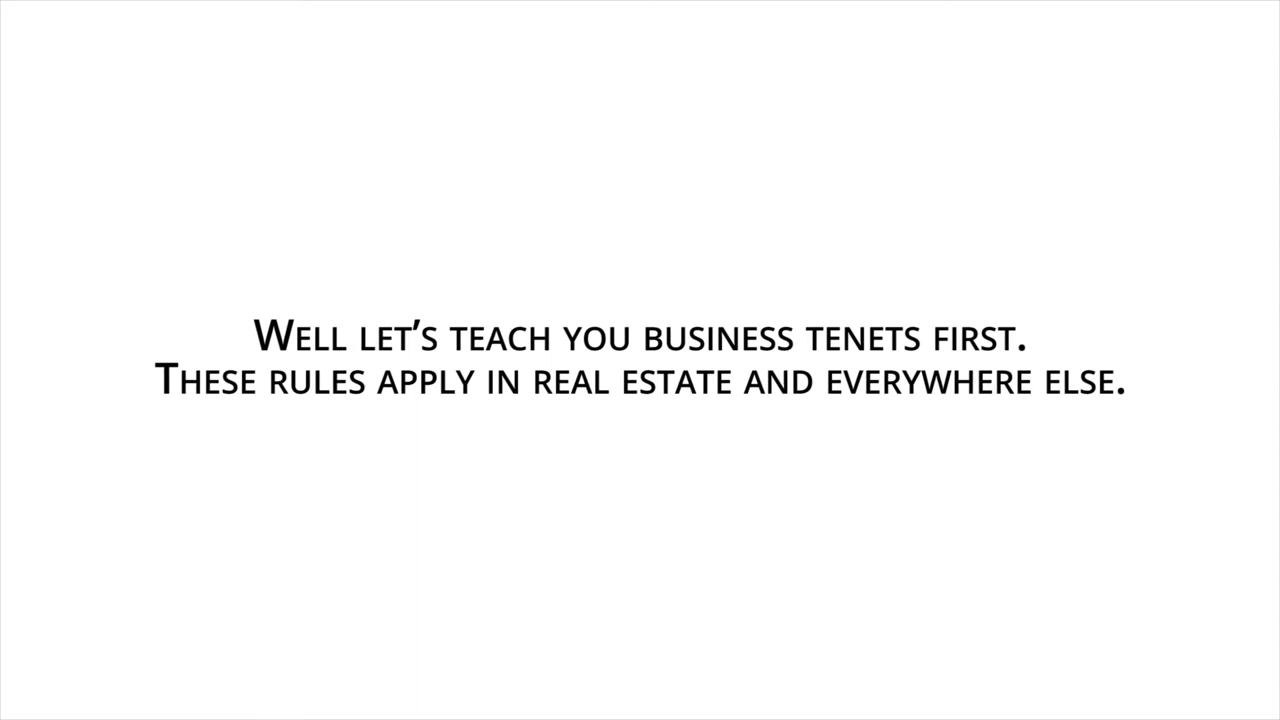 Well let’s teach you business tenets first.
These rules apply in real estate and everywhere else.